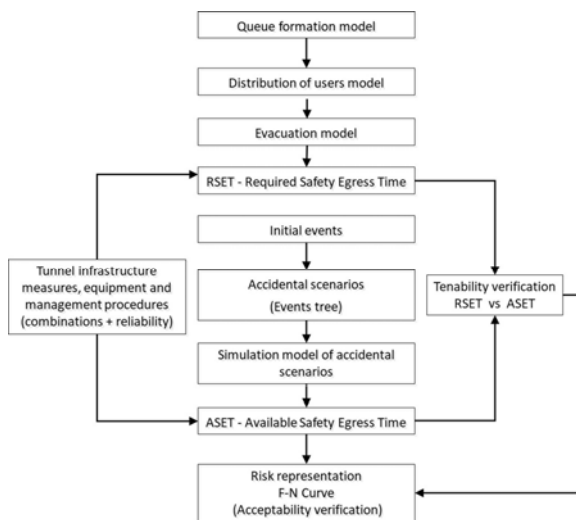 Queue formation model
Distribution of users model
Evacuation model
RSET - Required Safety Egress Time
Initial events
Tunnel infrastructure
measures, equipment and
management procedures
(combinations + reliability)
Accidental scenarios
(Events tree)
Tenability verification
RSET vs ASET
Simulation model of accidental
scenarios
ASET - Available Safety Egress Time
Risk representation
F-N Curve
(Acceptability verification)